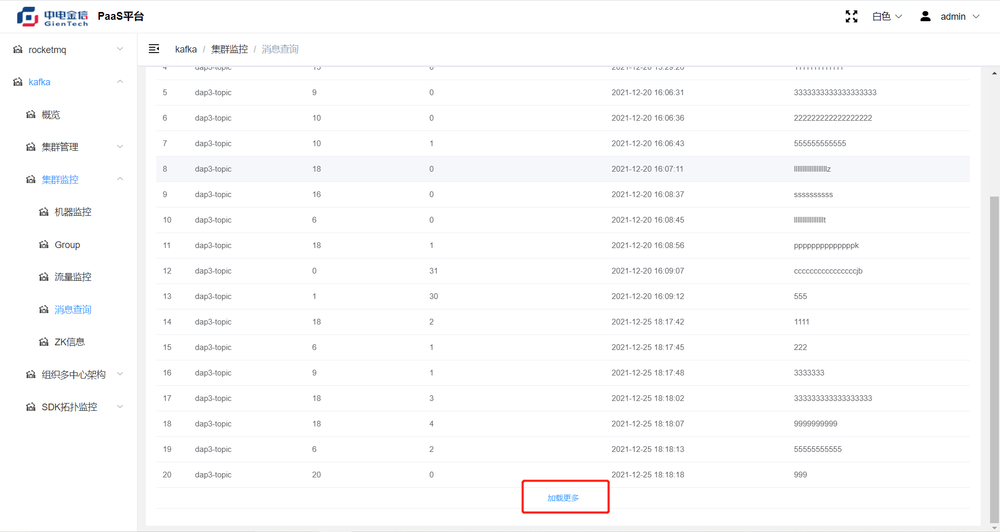 中电金信
GienTech
PaaS平台
白色
admin
rocketmq
kafka
概览
集群管理
集群监控
机器监控
Group
流量监控
消息查询
ZK信息
组织多中心架构
SDK拓扑监控
kafka / 集群监控 / 消息查询
4 dap3-topic 15 0 2021-12-20 15:29:26
5 dap3-topic 9 0 2021-12-20 16:06:31 3333333333333333333
6 dap3-topic 10 0 2021-12-20 16:06:36 222222222222222222
7 dap3-topic 10 1 2021-12-20 16:06:43 555555555555
8 dap3-topic 18 0 2021-12-20 16:07:11
9 dap3-topic 16 0 2021-12-20 16:08:37 ssssssssss
10 dap3-topic 6 0 2021-12-20 16:08:45
11 dap3-topic 18 1 2021-12-20 16:08:56 ppppppppppppppk
12 dap3-topic 0 31 2021-12-20 16:09:07 ccccccccccccccccjb
13 dap3-topic 1 30 2021-12-20 16:09:12 555
14 dap3-topic 18 2 2021-12-25 18:17:42 1111
15 dap3-topic 6 1 2021-12-25 18:17:45 222
16 dap3-topic 9 1 2021-12-25 18:17:48 3333333
17 dap3-topic 18 3 2021-12-25 18:18:02 333333333333333333
18 dap3-topic 18 4 2021-12-25 18:18:07 9999999999
19 dap3-topic 6 2 2021-12-25 18:18:13 55555555555
20 dap3-topic 20 0 2021-12-25 18:18:18 999
加载更多